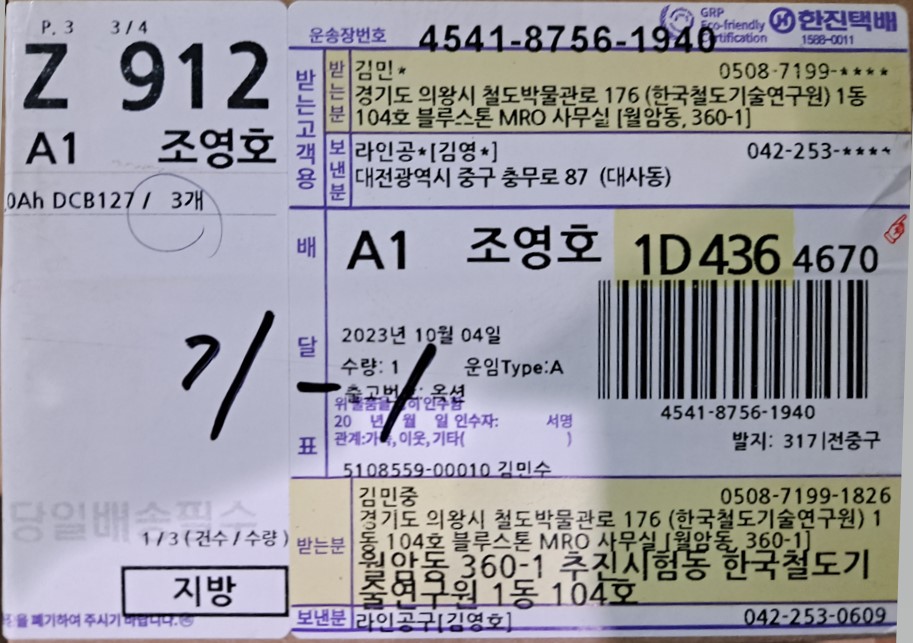 P. 3 3/4
Z 912
A1 조영호
0Ah DCB127 / 3개
7/-/
당일배송필수
1 / 3 (건수 / 수량)
지방
폐기하여 주시기 바랍니다.
GRP
Eco-friendly
Certification
한진택배
1588-0011
운송장번호 4541-8756-1940
받는고객용
받는분
김민* 0508-7199-****
경기도 의왕시 철도박물관로 176 (한국철도기술연구원) 1동
104호 블루스톤 MRO 사무실 [월암동, 360-1]
보낸분
라인공*[김영*] 042-253-****
대전광역시 중구 충무로 87 (대사동)
배달표
A1 조영호 1D 436 4670
2023년 10월 04일
수량: 1 운임Type:A
출고번호: 옥션
위 물품을 인수함
20 년 월 일 인수자: 서명
관계:가족, 이웃, 기타( )
4541-8756-1940
발지: 317|전중구
5108559-00010 김민수
받는분
김민중 0508-7199-1826
경기도 의왕시 철도박물관로 176 (한국철도기술연구원) 1
동 104호 블루스톤 MRO 사무실 [월암동, 360-1]
월암동 360-1 추진시험동 한국철도기
술연구원 1동 104호
보낸분 라인공구[김영호] 042-253-0609